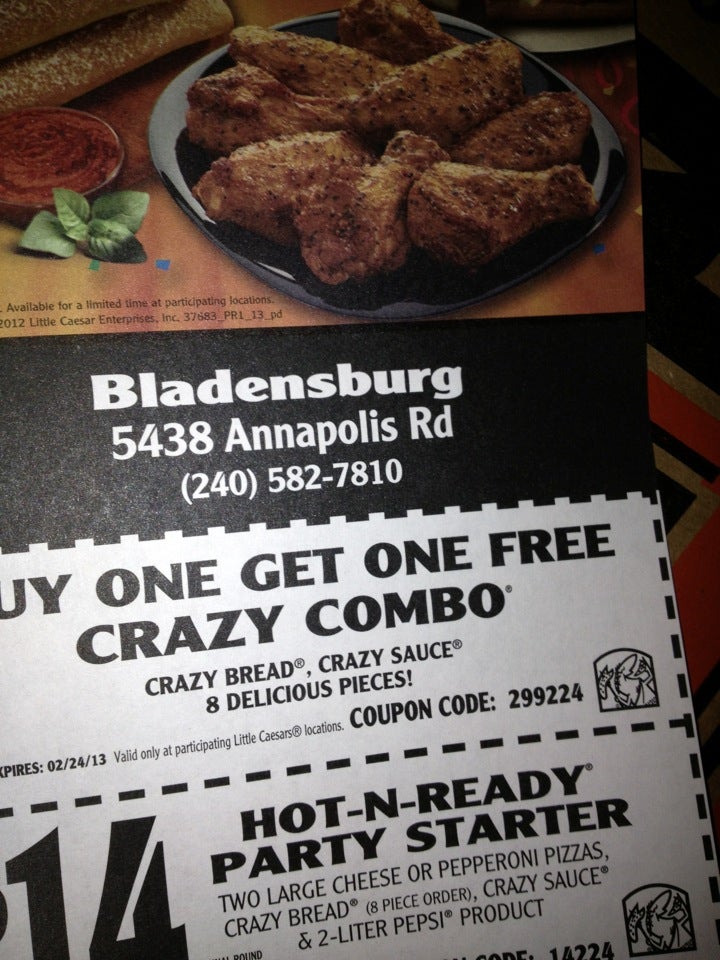 Available for a limited time at participating locations.
2012 Little Caesar Enterprises, Inc. 37683_PR1_13_pd
Bladensburg
5438 Annapolis Rd
(240) 582-7810
UY ONE GET ONE FREE
CRAZY COMBO®
CRAZY BREAD®, CRAZY SAUCE®
8 DELICIOUS PIECES!
XPIRES: 02/24/13 Valid only at participating Little Caesars® locations. COUPON CODE: 299224
14
HOT-N-READY®
PARTY STARTER
TWO LARGE CHEESE OR PEPPERONI PIZZAS,
CRAZY BREAD® (8 PIECE ORDER), CRAZY SAUCE®
& 2-LITER PEPSI® PRODUCT
ROUND
CODE: 14224